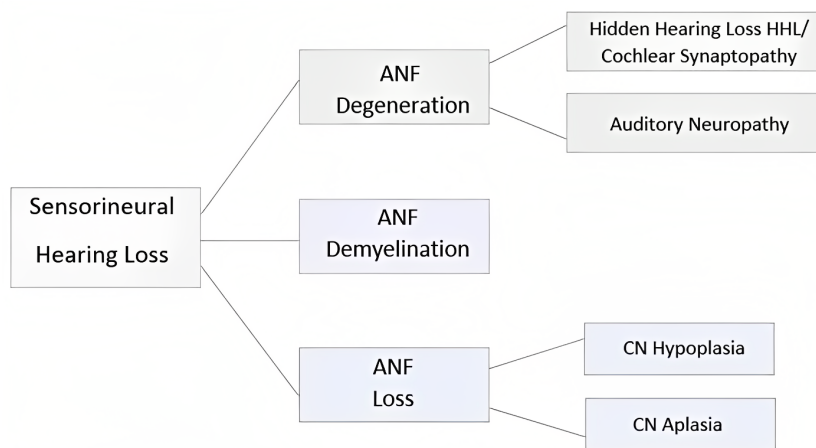 Hidden Hearing Loss HHL/
Cochlear Synaptopathy
ANF
Degeneration
Auditory Neuropathy
Sensorineural
Hearing Loss
ANF
Demyelination
CN Hypoplasia
ANF
Loss
CN Aplasia